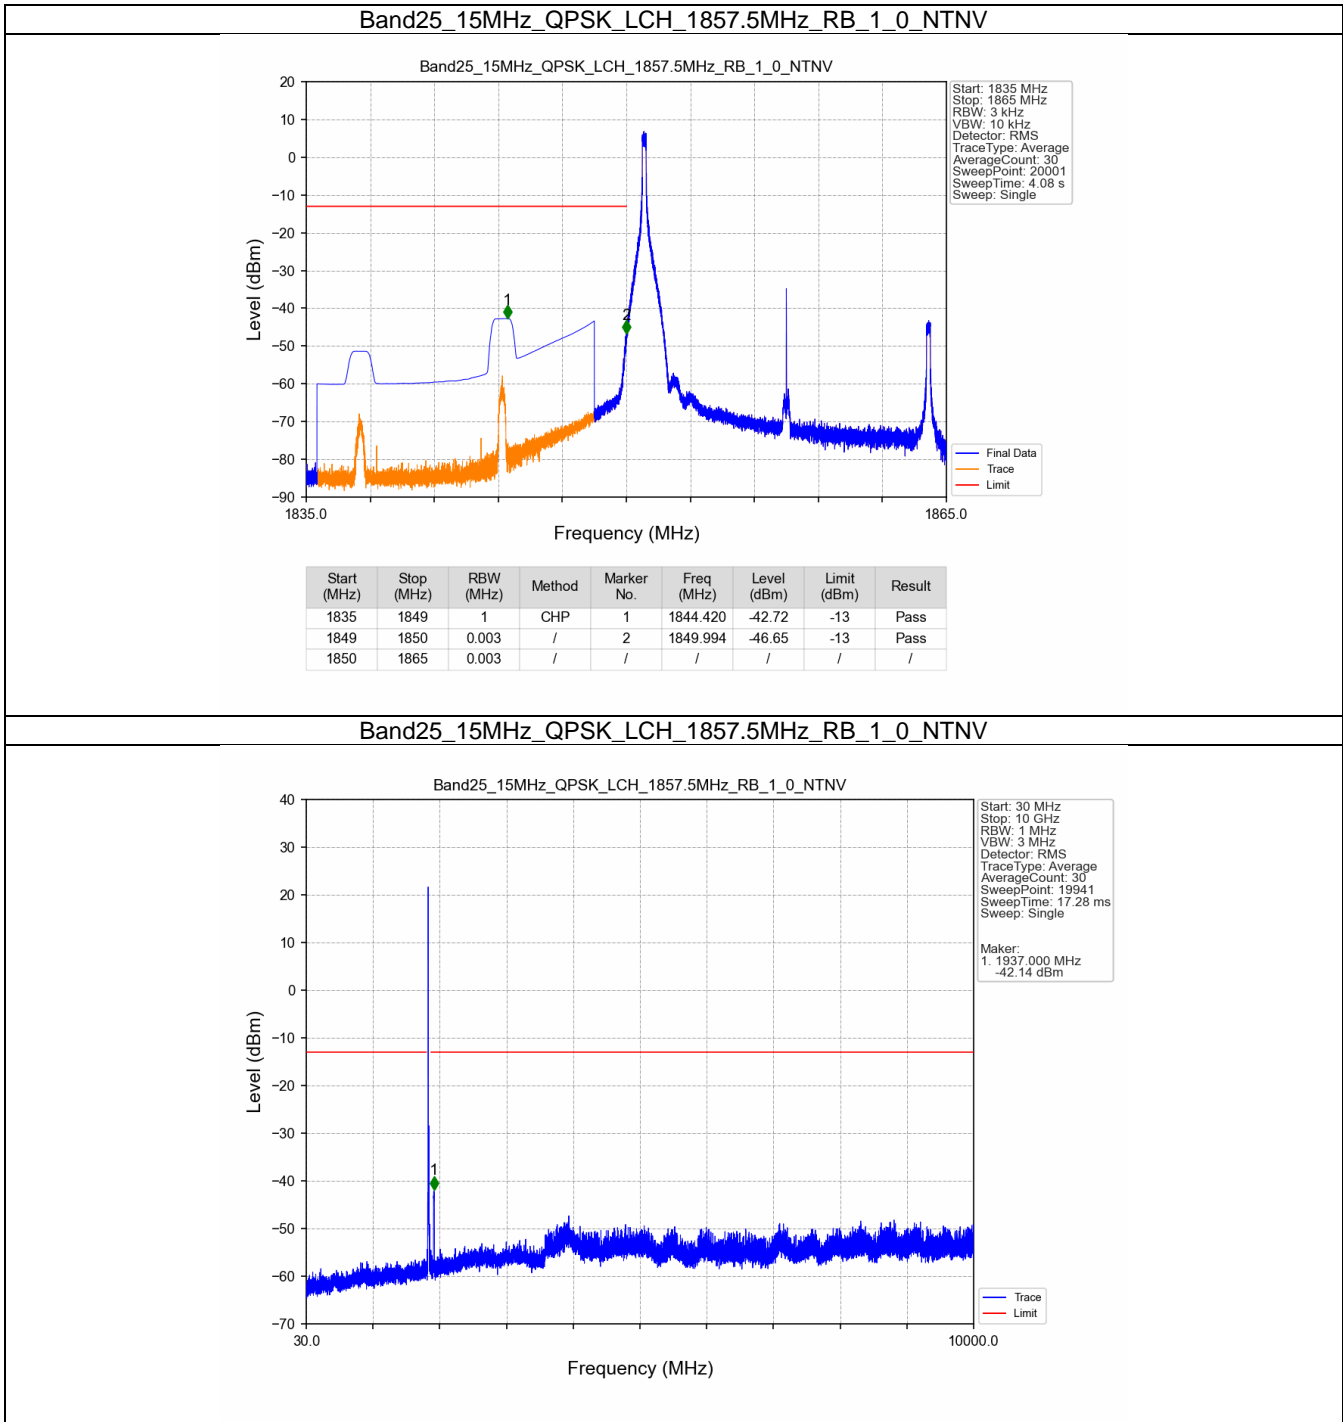 Band25_15MHz_QPSK_LCH_1857.5MHz_RB_1_0_NTNV
Band25_15MHz_QPSK_LCH_1857.5MHz_RB_1_0_NTNV
20
10
0
−10
−20
−30
−40
−50
−60
−70
−80
−90
Level (dBm)
1
2
1835.0
1865.0
Frequency (MHz)
Start: 1835 MHz
Stop: 1865 MHz
RBW: 3 kHz
VBW: 10 kHz
Detector: RMS
TraceType: Average
AverageCount: 30
SweepPoint: 20001
SweepTime: 4.08 s
Sweep: Single
Final Data
Trace
Limit
Start (MHz) Stop (MHz) RBW (MHz) Method Marker No. Freq (MHz) Level (dBm) Limit (dBm) Result
1835 1849 1 CHP 1 1844.420 -42.72 -13 Pass
1849 1850 0.003 / 2 1849.994 -46.65 -13 Pass
1850 1865 0.003 / / / / / /
Band25_15MHz_QPSK_LCH_1857.5MHz_RB_1_0_NTNV
Band25_15MHz_QPSK_LCH_1857.5MHz_RB_1_0_NTNV
40
30
20
10
0
−10
−20
−30
−40
−50
−60
−70
Level (dBm)
1
30.0
10000.0
Frequency (MHz)
Start: 30 MHz
Stop: 10 GHz
RBW: 1 MHz
VBW: 3 MHz
Detector: RMS
TraceType: Average
AverageCount: 30
SweepPoint: 19941
SweepTime: 17.28 ms
Sweep: Single
Maker:
1. 1937.000 MHz
-42.14 dBm
Trace
Limit